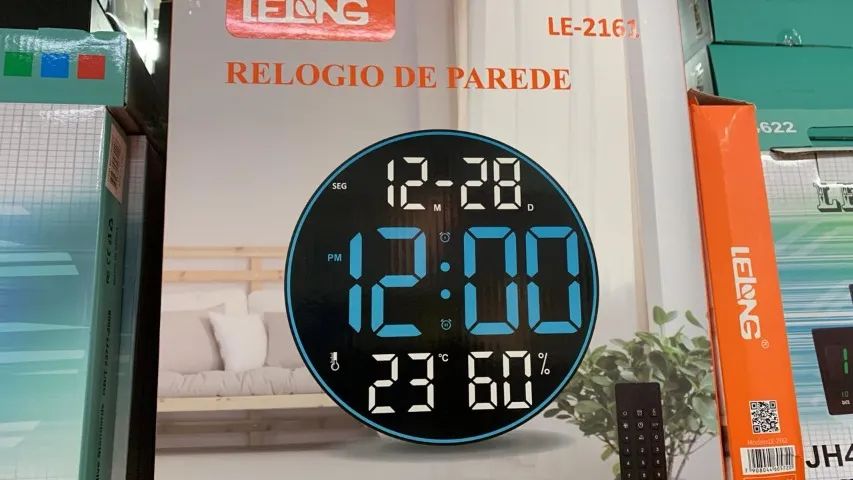 LELONG
LE-2161
RELOGIO DE PAREDE
SEG
12-28
M
D
PM
12:00
23 °C
60 %
622
LELONG
®
JH4